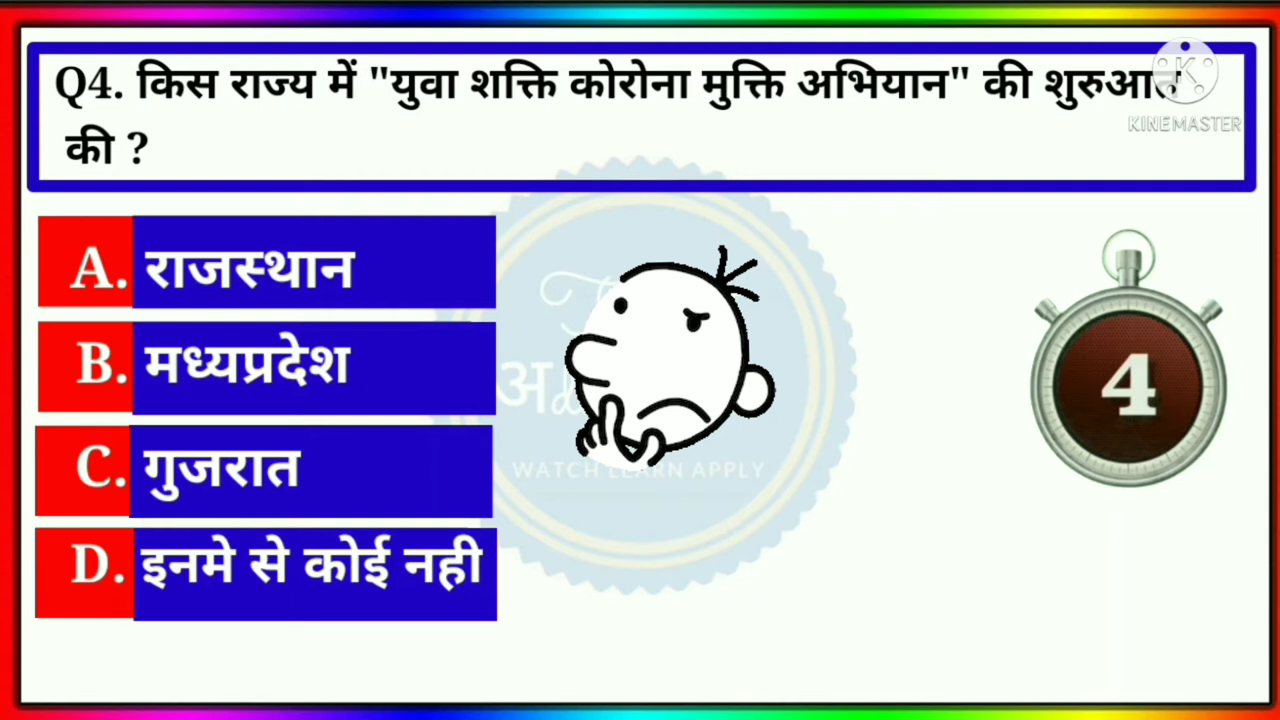 Q4. किस राज्य में "युवा शक्ति कोरोना मुक्ति अभियान" की शुरुआत
की ?
KINEMASTER
A. राजस्थान
B. मध्यप्रदेश
C. गुजरात
D. इनमे से कोई नही
4
WATCH LEARN APPLY